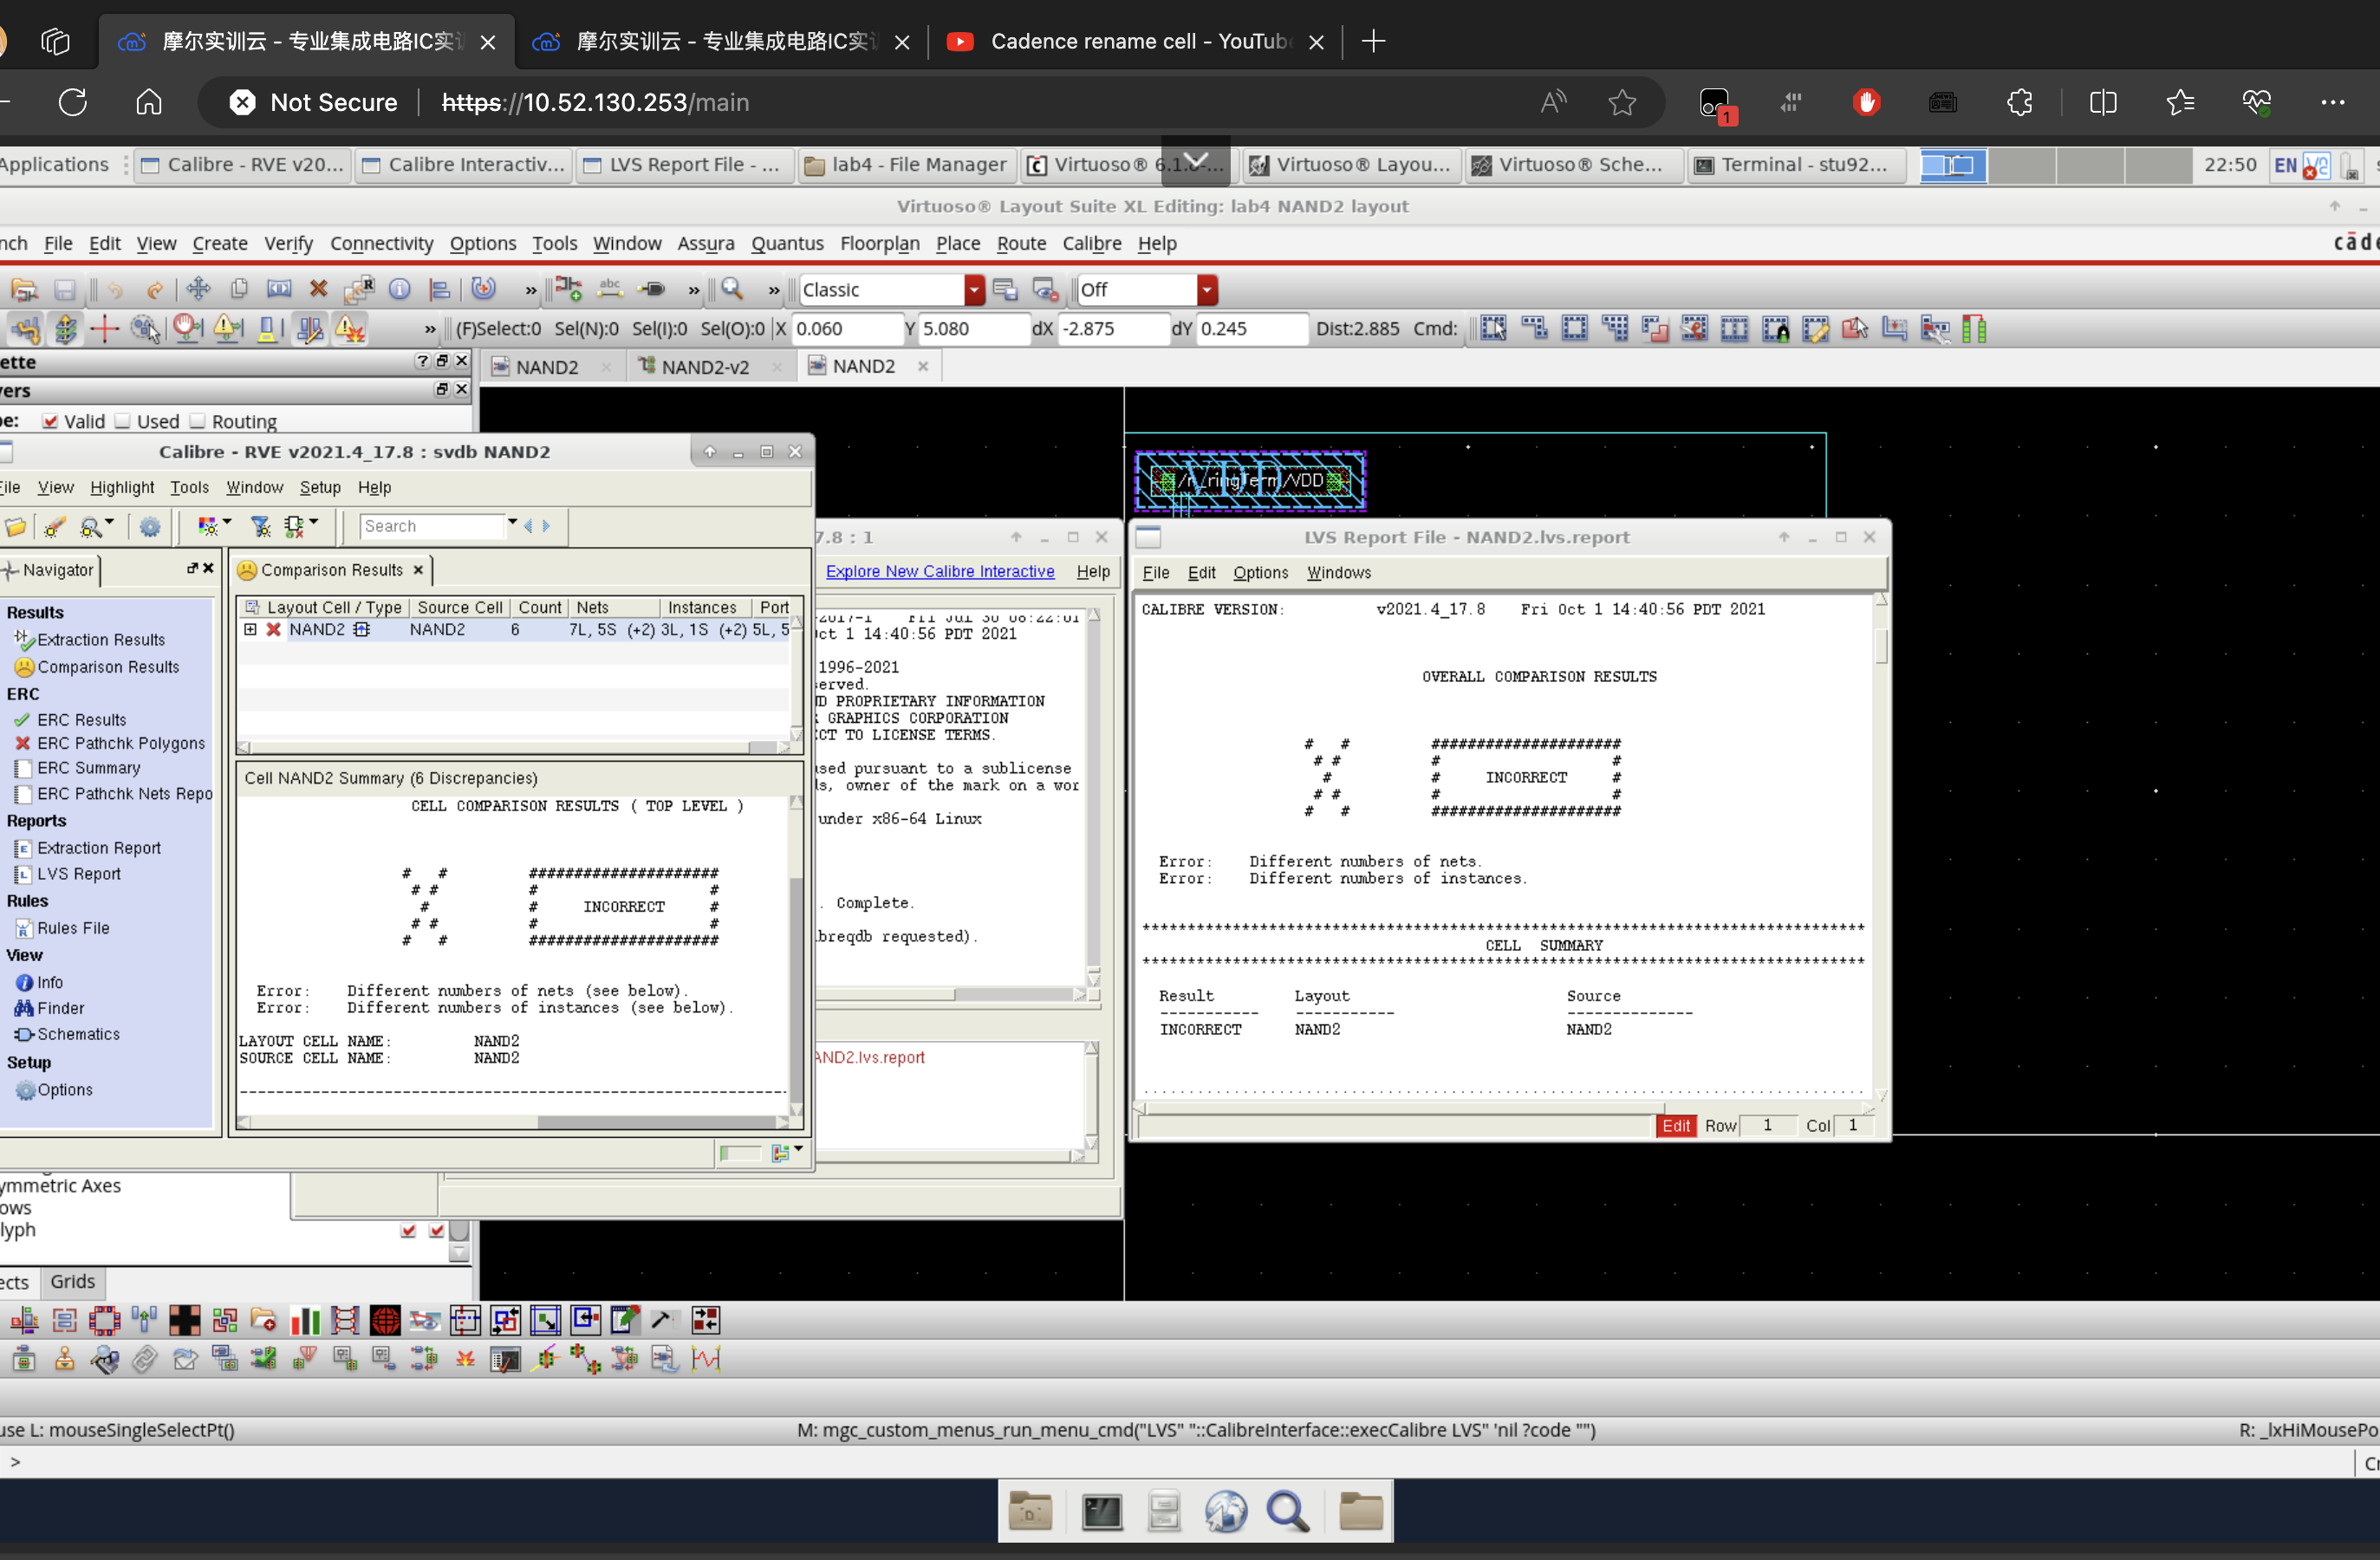 摩尔实训云 - 专业集成电路IC实
摩尔实训云 - 专业集成电路IC实
Cadence rename cell - YouTub
Not Secure
https://10.52.130.253/main
1
Applications
Calibre - RVE v20...
Calibre Interactiv...
LVS Report File - ...
lab4 - File Manager
Virtuoso® 6.1.8-...
Virtuoso® Layou...
Virtuoso® Sche...
Terminal - stu92...
22:50
EN
Virtuoso® Layout Suite XL Editing: lab4 NAND2 layout
nch File Edit View Create Verify Connectivity Options Tools Window Assura Quantus Floorplan Place Route Calibre Help
cāde
Classic
Off
(F)Select:0 Sel(N):0 Sel(I):0 Sel(O):0 X 0.060 Y 5.080 dX -2.875 dY 0.245 Dist:2.885 Cmd:
ette
NAND2
NAND2-v2
NAND2
ers
pe: Valid Used Routing
VDD
Calibre - RVE v2021.4_17.8 : svdb NAND2
File View Highlight Tools Window Setup Help
Search
Navigator
Results
Extraction Results
Comparison Results
ERC
ERC Results
ERC Pathchk Polygons
ERC Summary
ERC Pathchk Nets Repo
Reports
Extraction Report
LVS Report
Rules
Rules File
View
Info
Finder
Schematics
Setup
Options
Comparison Results
Layout Cell / Type Source Cell Count Nets Instances Port
NAND2 NAND2 6 7L, 5S (+2) 3L, 1S (+2) 5L, 5
Cell NAND2 Summary (6 Discrepancies)
CELL COMPARISON RESULTS ( TOP LEVEL )
# # #####################
# # # #
# # INCORRECT #
# # # #
# # #####################
Error: Different numbers of nets (see below).
Error: Different numbers of instances (see below).
LAYOUT CELL NAME: NAND2
SOURCE CELL NAME: NAND2
7.8 : 1
Explore New Calibre Interactive Help
Oct 1 14:40:56 PDT 2021
1996-2021
served.
ND PROPRIETARY INFORMATION
R GRAPHICS CORPORATION
CT TO LICENSE TERMS.
used pursuant to a sublicense
ds, owner of the mark on a wor
under x86-64 Linux
. Complete.
breqdb requested).
AND2.lvs.report
LVS Report File - NAND2.lvs.report
File Edit Options Windows
CALIBRE VERSION: v2021.4_17.8 Fri Oct 1 14:40:56 PDT 2021
OVERALL COMPARISON RESULTS
# # #####################
# # # #
# # INCORRECT #
# # # #
# # #####################
Error: Different numbers of nets.
Error: Different numbers of instances.
CELL SUMMARY
Result Layout Source
INCORRECT NAND2 NAND2
Edit Row 1 Col 1
ymmetric Axes
ows
lyph
ects Grids
use L: mouseSingleSelectPt()
M: mgc_custom_menus_run_menu_cmd("LVS" "::CalibreInterface::execCalibre LVS" 'nil ?code "")
R: _lxHiMousePo
>